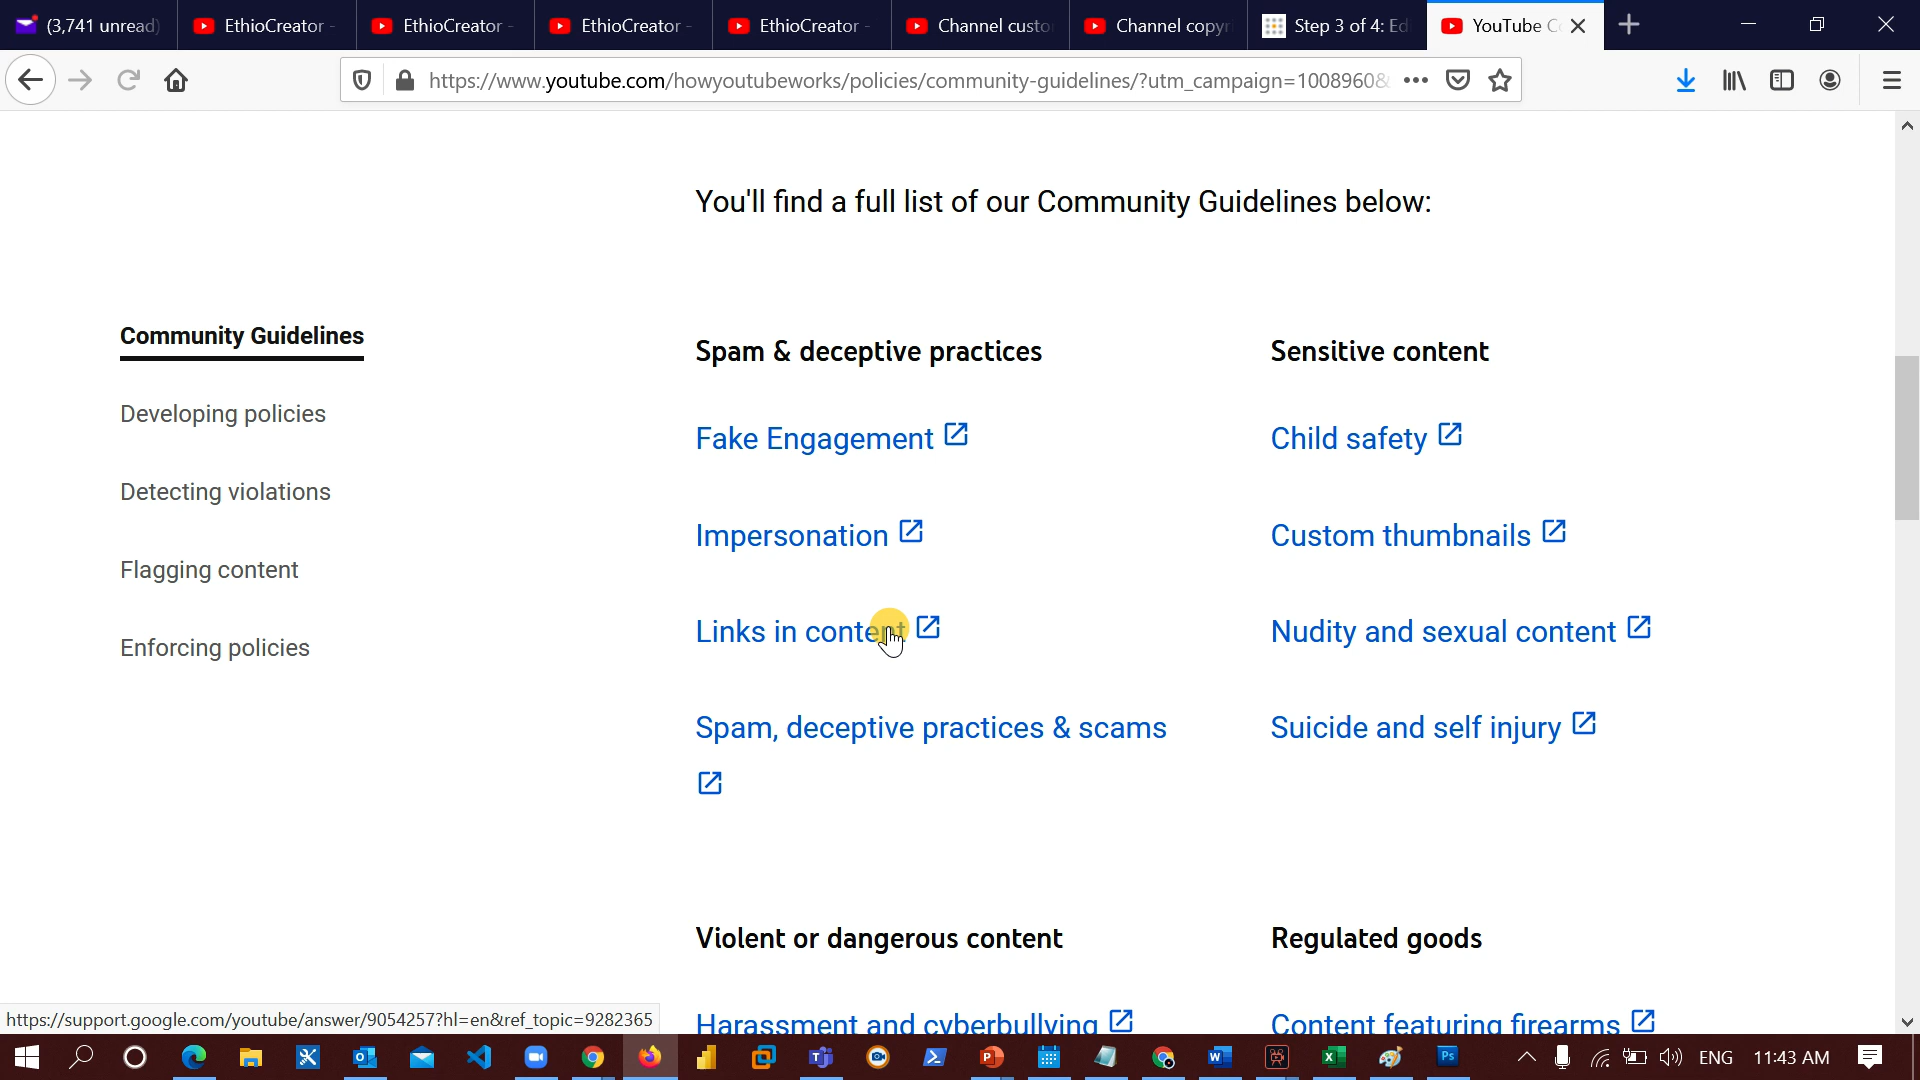 (3,741 unread)
EthioCreator -
EthioCreator -
EthioCreator -
EthioCreator -
Channel custo
Channel copyr
Step 3 of 4: Ed
YouTube C
https://www.youtube.com/howyoutubeworks/policies/community-guidelines/?utm_campaign=1008960&
You'll find a full list of our Community Guidelines below:
Community Guidelines
Developing policies
Detecting violations
Flagging content
Enforcing policies
Spam & deceptive practices
Fake Engagement
Impersonation
Links in content
Spam, deceptive practices & scams
Sensitive content
Child safety
Custom thumbnails
Nudity and sexual content
Suicide and self injury
Violent or dangerous content
Harassment and cyberbullying
Regulated goods
Content featuring firearms
https://support.google.com/youtube/answer/9054257?hl=en&ref_topic=9282365
ENG
11:43 AM